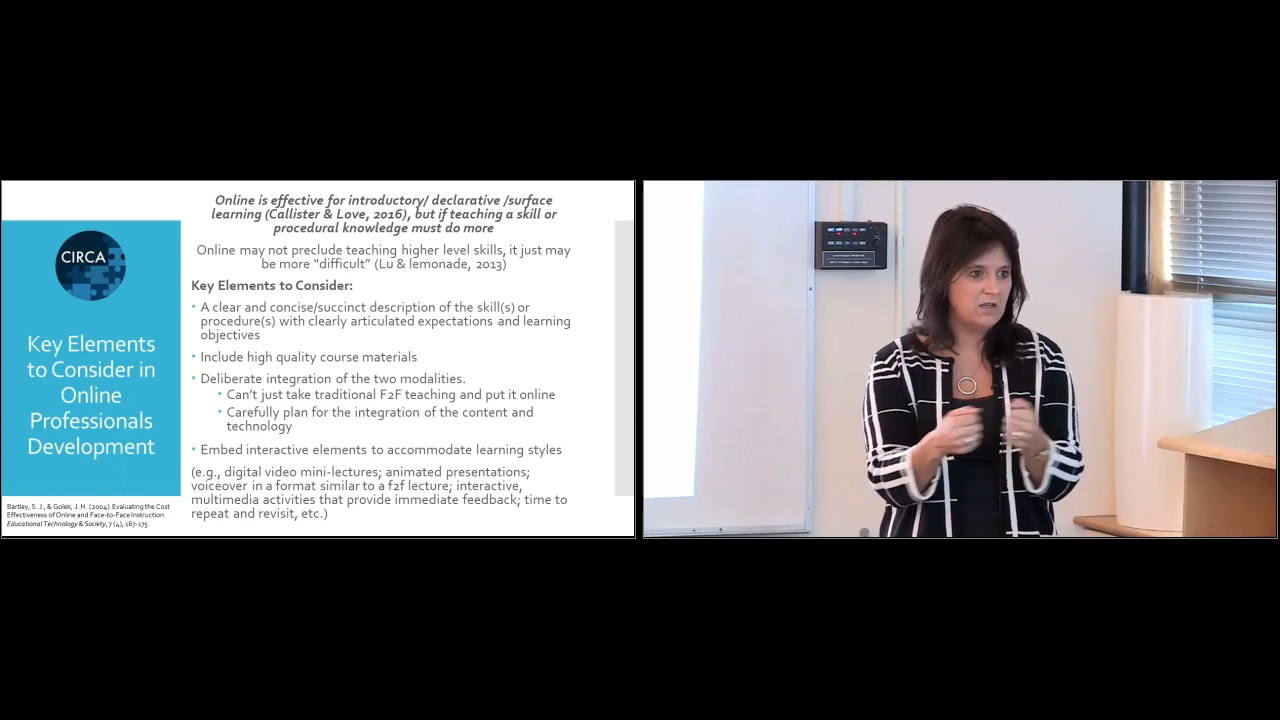 CIRCA
Key Elements
to Consider in
Online
Professionals
Development
Bartley, S. J., & Golek, J. H. (2004). Evaluating the Cost
Effectiveness of Online and Face-to-Face Instruction.
Educational Technology & Society, 7 (4), 167-175.
Online is effective for introductory/ declarative /surface
learning (Callister & Love, 2016), but if teaching a skill or
procedural knowledge must do more
Online may not preclude teaching higher level skills, it just may
be more “difficult” (Lu & lemonade, 2013)
Key Elements to Consider:
• A clear and concise/succinct description of the skill(s) or
procedure(s) with clearly articulated expectations and learning
objectives
• Include high quality course materials
• Deliberate integration of the two modalities.
• Can’t just take traditional F2F teaching and put it online
• Carefully plan for the integration of the content and
technology
• Embed interactive elements to accommodate learning styles
(e.g., digital video mini-lectures; animated presentations;
voiceover in a format similar to a f2f lecture; interactive,
multimedia activities that provide immediate feedback; time to
repeat and revisit, etc.)